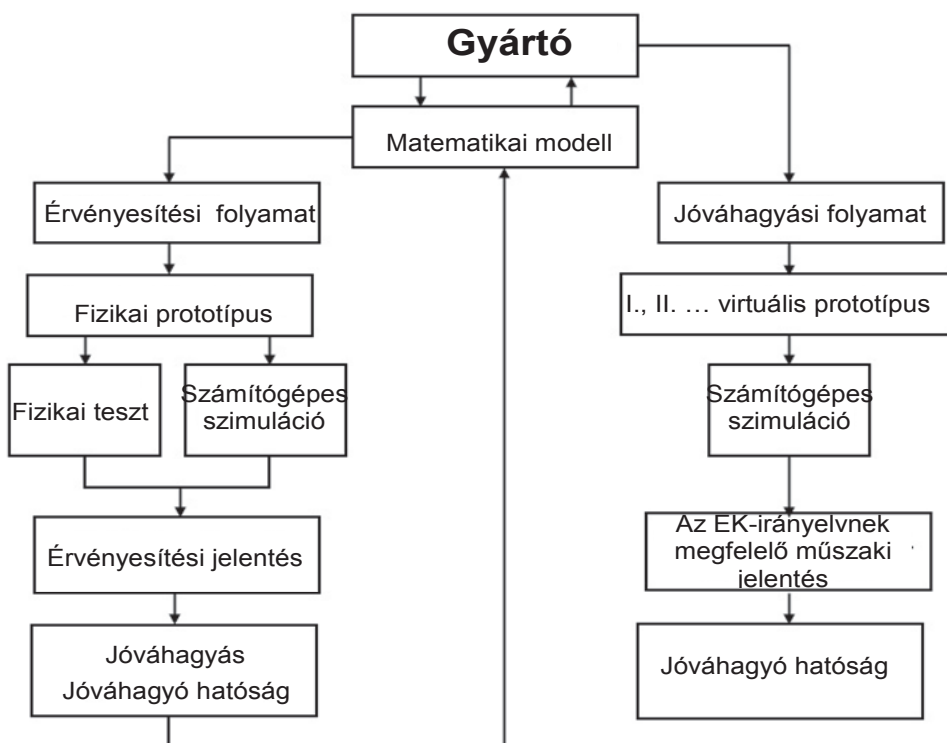 Gyártó
Matematikai modell
Érvényesítési folyamat
Fizikai prototípus
Fizikai teszt
Számítógépes
szimuláció
Érvényesítési jelentés
Jóváhagyás
Jóváhagyó hatóság
Jóváhagyási folyamat
I., II. … virtuális prototípus
Számítógépes
szimuláció
Az EK-irányelvnek
megfelelő műszaki
jelentés
Jóváhagyó hatóság